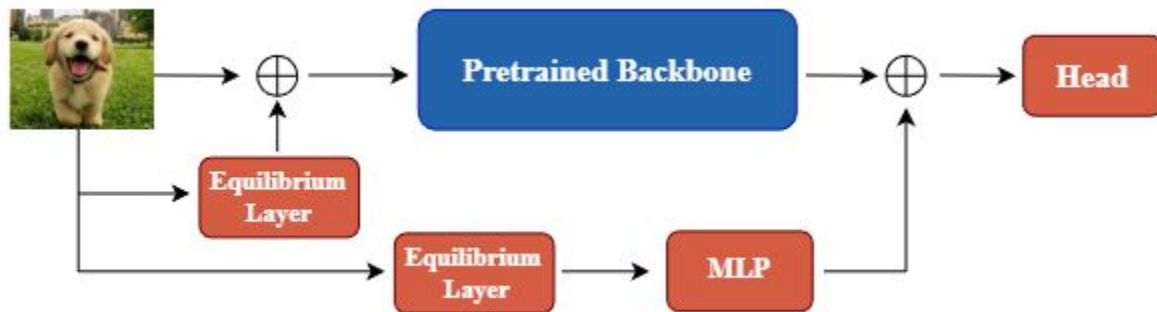 Pretrained Backbone
Head
Equilibrium
Layer
Equilibrium
Layer
MLP